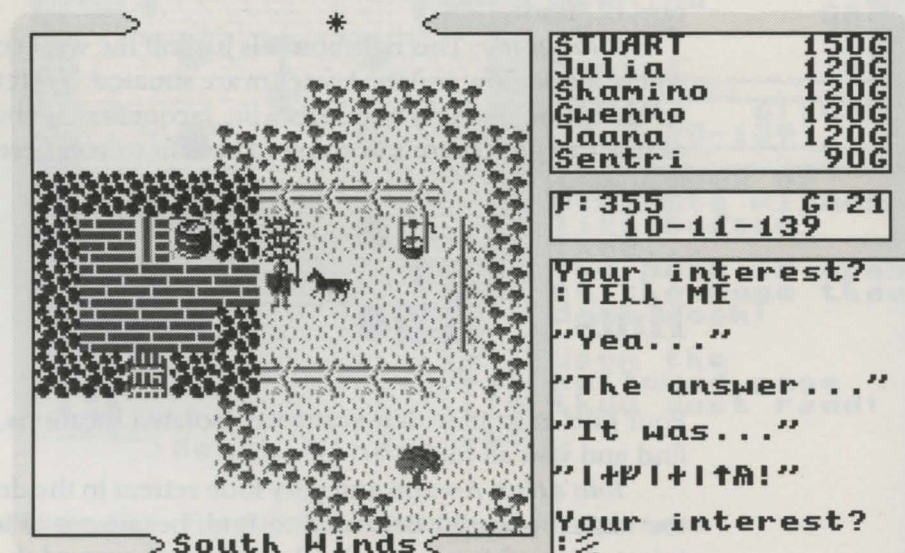 South Winds
STUART 150G
Julia 120G
Shamino 120G
Gwenno 120G
Jaana 120G
Sentri 90G
F:355 G:21
10-11-139
Your interest?
:TELL ME
"Yea..."
"The answer..."
"It was..."
"ᚾᚠᛁᚾᛁᛏᚣ!"
Your interest?
: